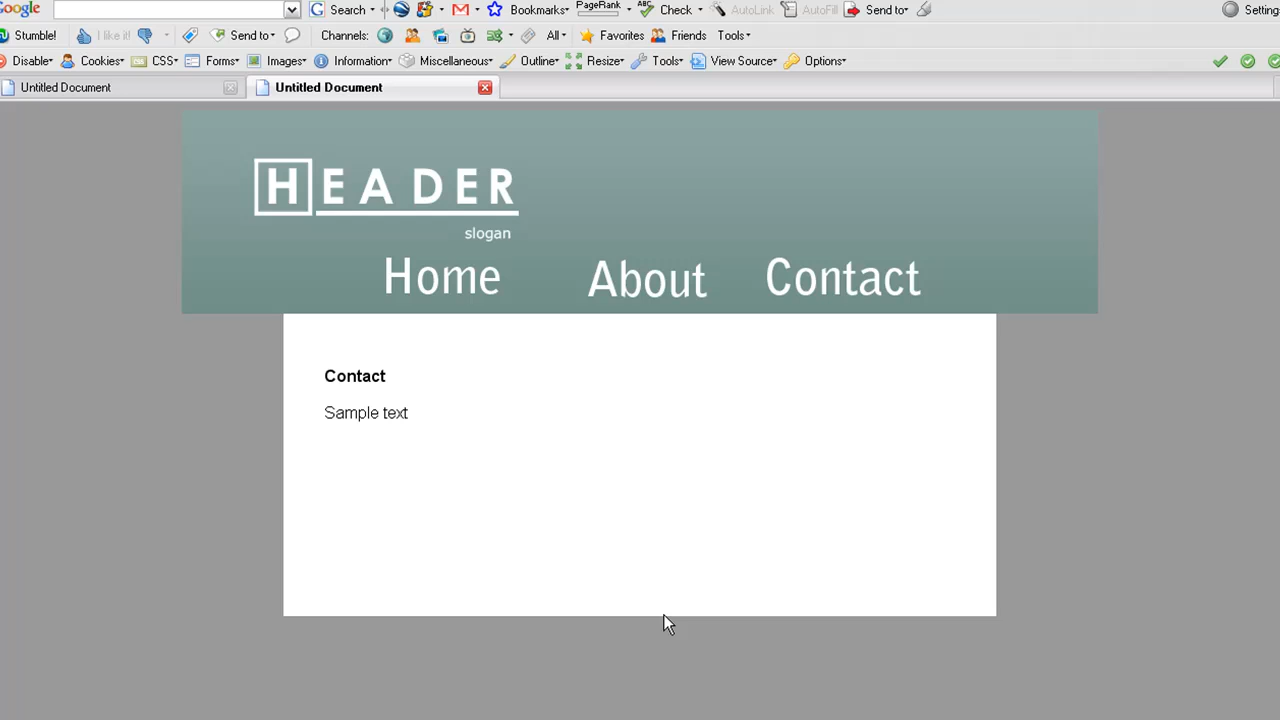 Google Search Bookmarks PageRank ABC Check AutoLink AutoFill Send to
Stumble! I like it! Send to Channels: All Favorites Friends Tools
Disable Cookies CSS Forms Images Information Miscellaneous Outline Resize Tools View Source Options
Untitled Document Untitled Document
HEADER
slogan
Home About Contact
Contact
Sample text